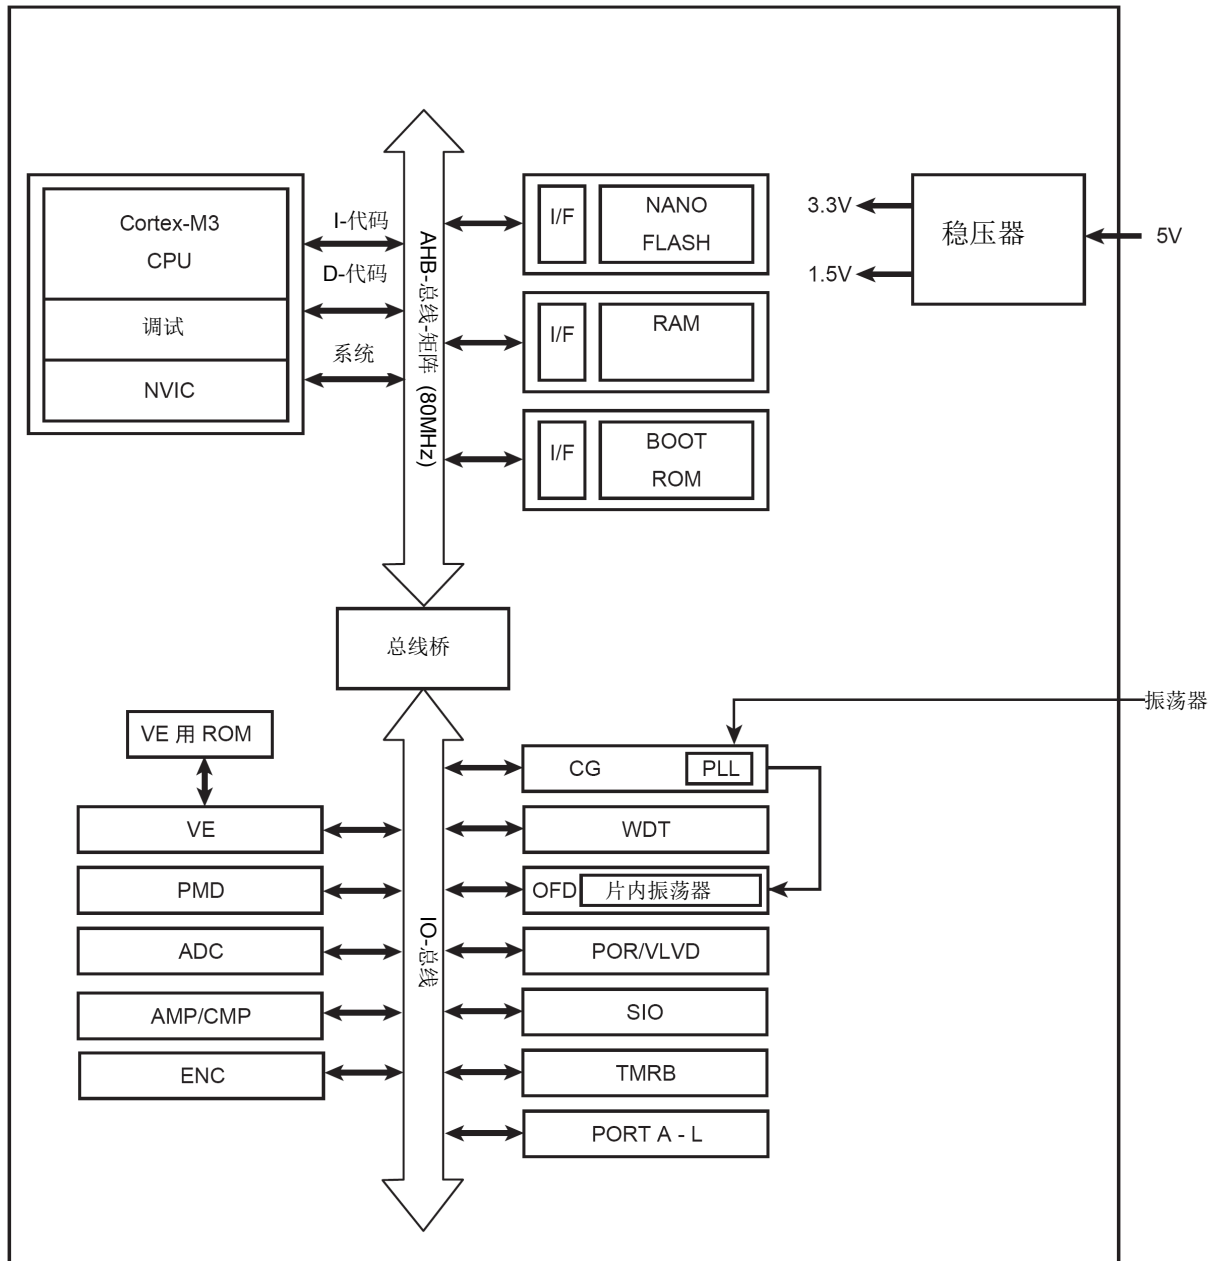 Cortex-M3
CPU
调试
NVIC
I-代码
D-代码
系统
AHB-总线-矩阵 (80MHz)
I/F
NANO
FLASH
I/F
RAM
I/F
BOOT
ROM
3.3V
1.5V
稳压器
5V
总线桥
振荡器
VE 用 ROM
VE
PMD
ADC
AMP/CMP
ENC
IO-总线
CG
PLL
WDT
OFD
片内振荡器
POR/VLVD
SIO
TMRB
PORT A - L